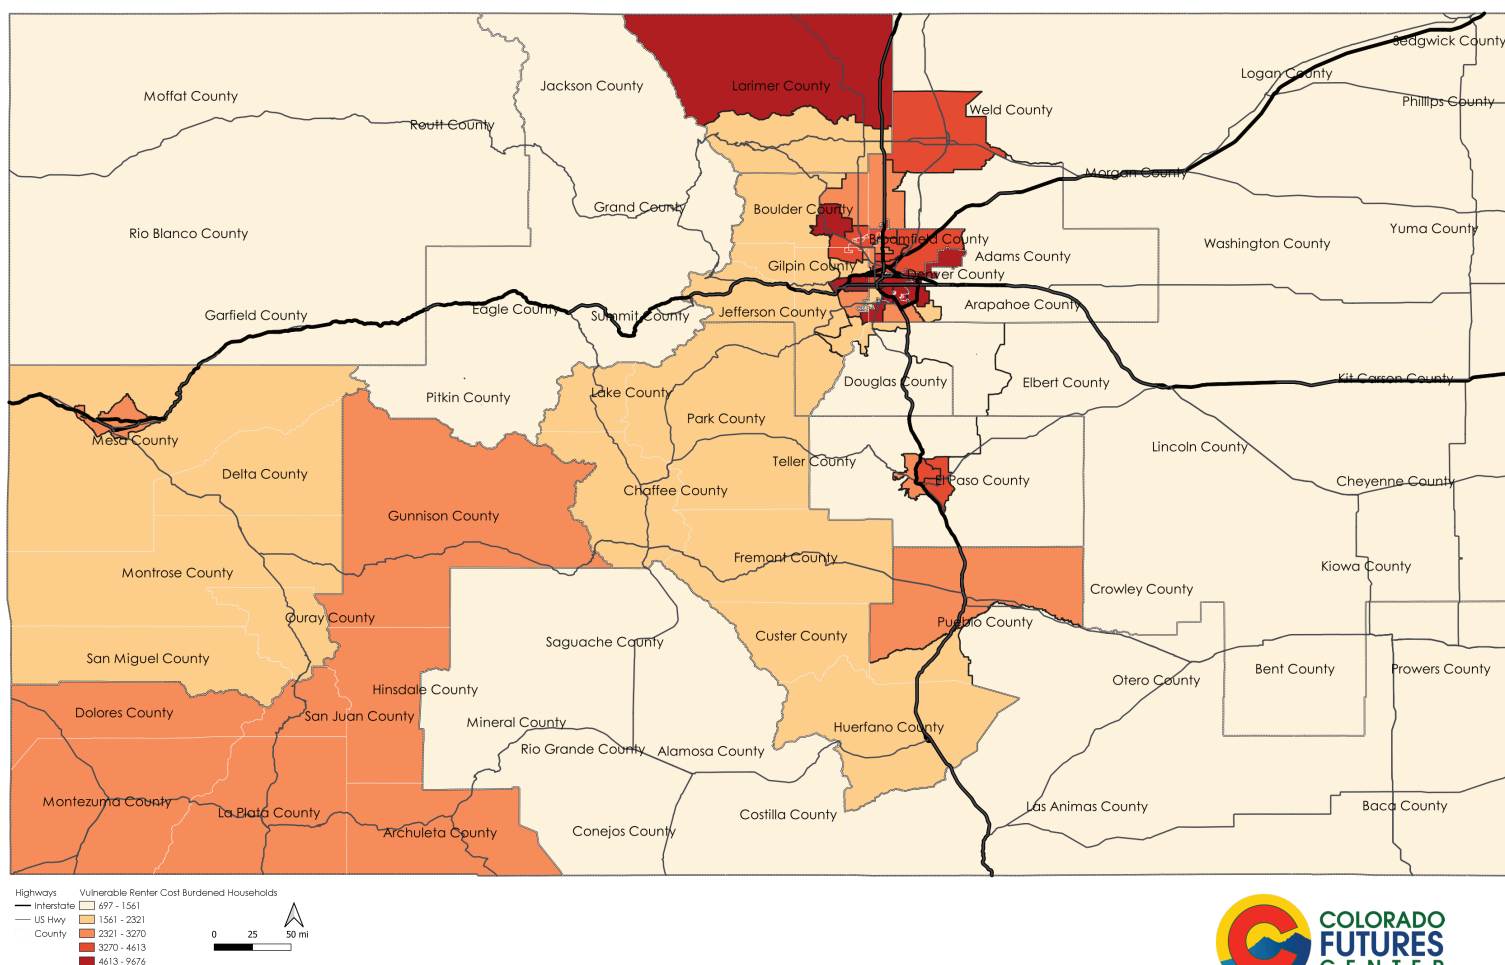 Sedgwick County
Logan County
Moffat County
Jackson County
Larimer County
Phillips County
Weld County
Routt County
Morgan County
Grand County
Boulder County
Rio Blanco County
Yuma County
Broomfield County
Washington County
Adams County
Gilpin County
Denver County
Garfield County
Eagle County
Summit County
Jefferson County
Arapahoe County
Pitkin County
Lake County
Douglas County
Elbert County
Kit Carson County
Mesa County
Park County
Lincoln County
Delta County
Teller County
El Paso County
Cheyenne County
Chaffee County
Gunnison County
Montrose County
Fremont County
Kiowa County
Crowley County
Ouray County
Pueblo County
San Miguel County
Saguache County
Custer County
Bent County
Prowers County
Otero County
Hinsdale County
Dolores County
San Juan County
Mineral County
Huerfano County
Rio Grande County
Alamosa County
Montezuma County
La Plata County
Las Animas County
Baca County
Costilla County
Archuleta County
Conejos County
Highways
Interstate
US Hwy
County
Vulnerable Renter Cost Burdened Households
697 - 1561
1561 - 2321
2321 - 3270
3270 - 4613
4613 - 9676
0 25 50 mi
COLORADO
FUTURES
CENTER